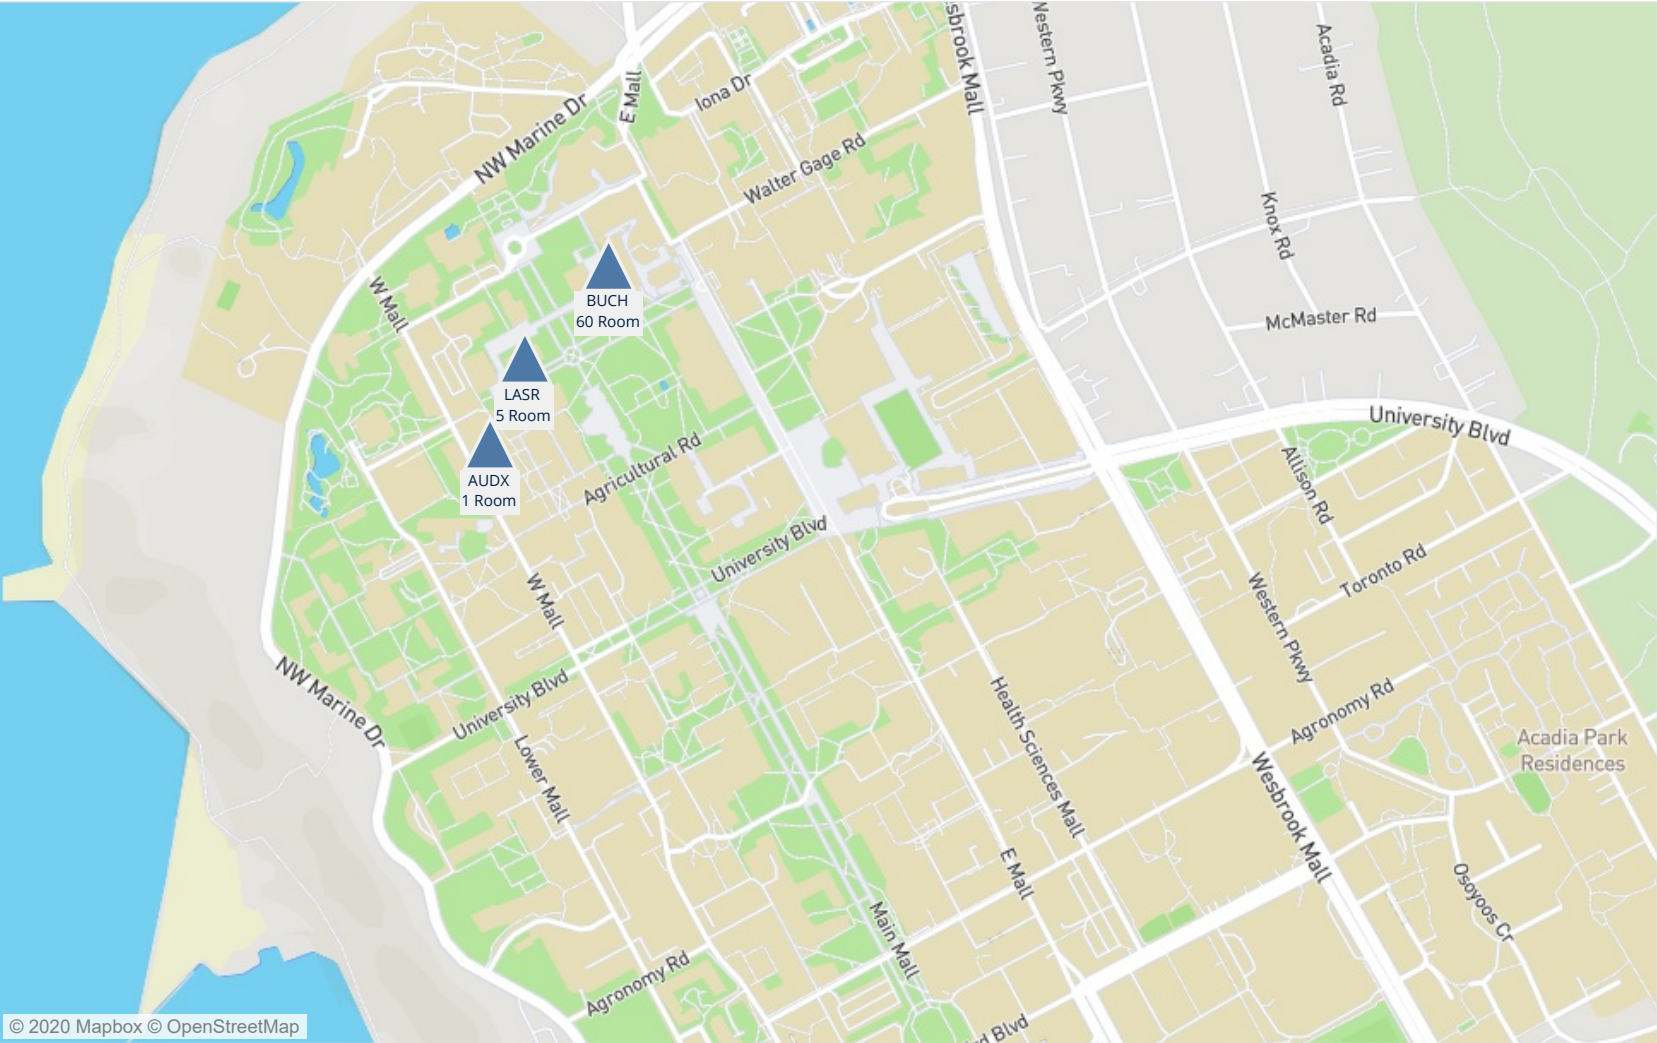 Wesbrook Mall
Western Pkwy
Acadia Rd
Iona Dr
E Mall
NW Marine Dr
Walter Gage Rd
Knox Rd
W Mall
BUCH
60 Room
McMaster Rd
LASR
5 Room
University Blvd
AUDX
1 Room
Agricultural Rd
Allison Rd
University Blvd
W Mall
Toronto Rd
Western Pkwy
NW Marine Dr
University Blvd
Health Sciences Mall
Agronomy Rd
Acadia Park
Residences
Lower Mall
Wesbrook Mall
E Mall
Osoyoos Cr
Main Mall
Agronomy Rd
Blvd
© 2020 Mapbox © OpenStreetMap